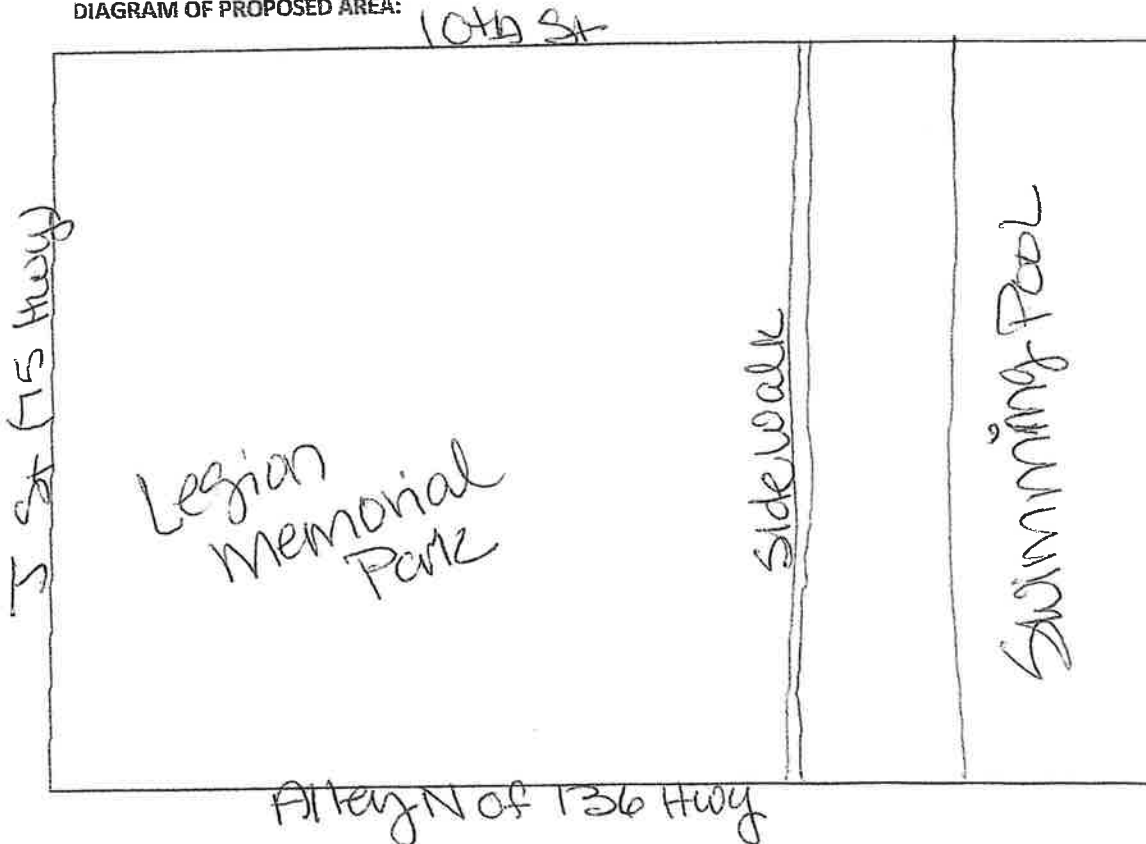 DIAGRAM OF PROPOSED AREA:
10th St
J St (75 Hwy)
Legion
Memorial
Park
Sidewalk
Swimming Pool
Alley N of 136 Hwy